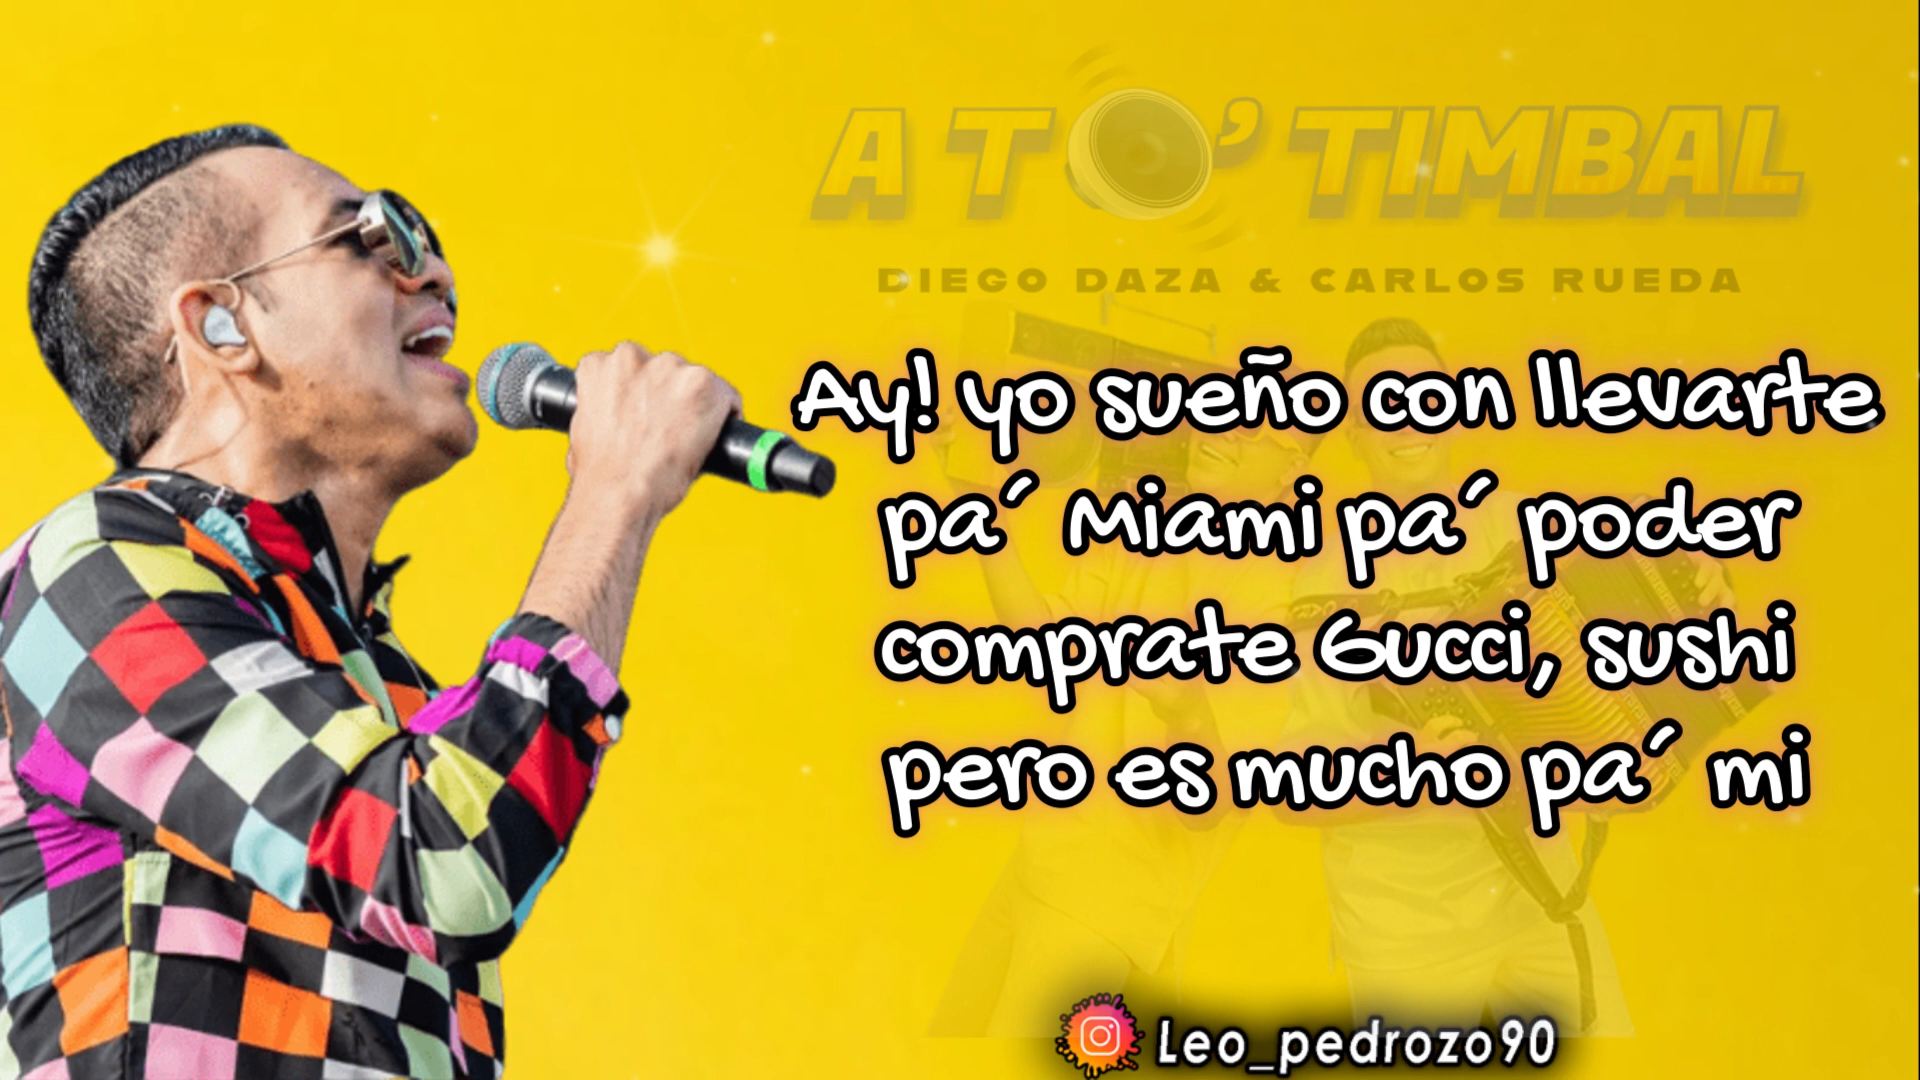 A TO' TIMBAL
DIEGO DAZA & CARLOS RUEDA
Ay! yo sueño con llevarte
pa´ Miami pa´ poder
comprate Gucci, sushi
pero es mucho pa´ mi
Leo_pedrozo90